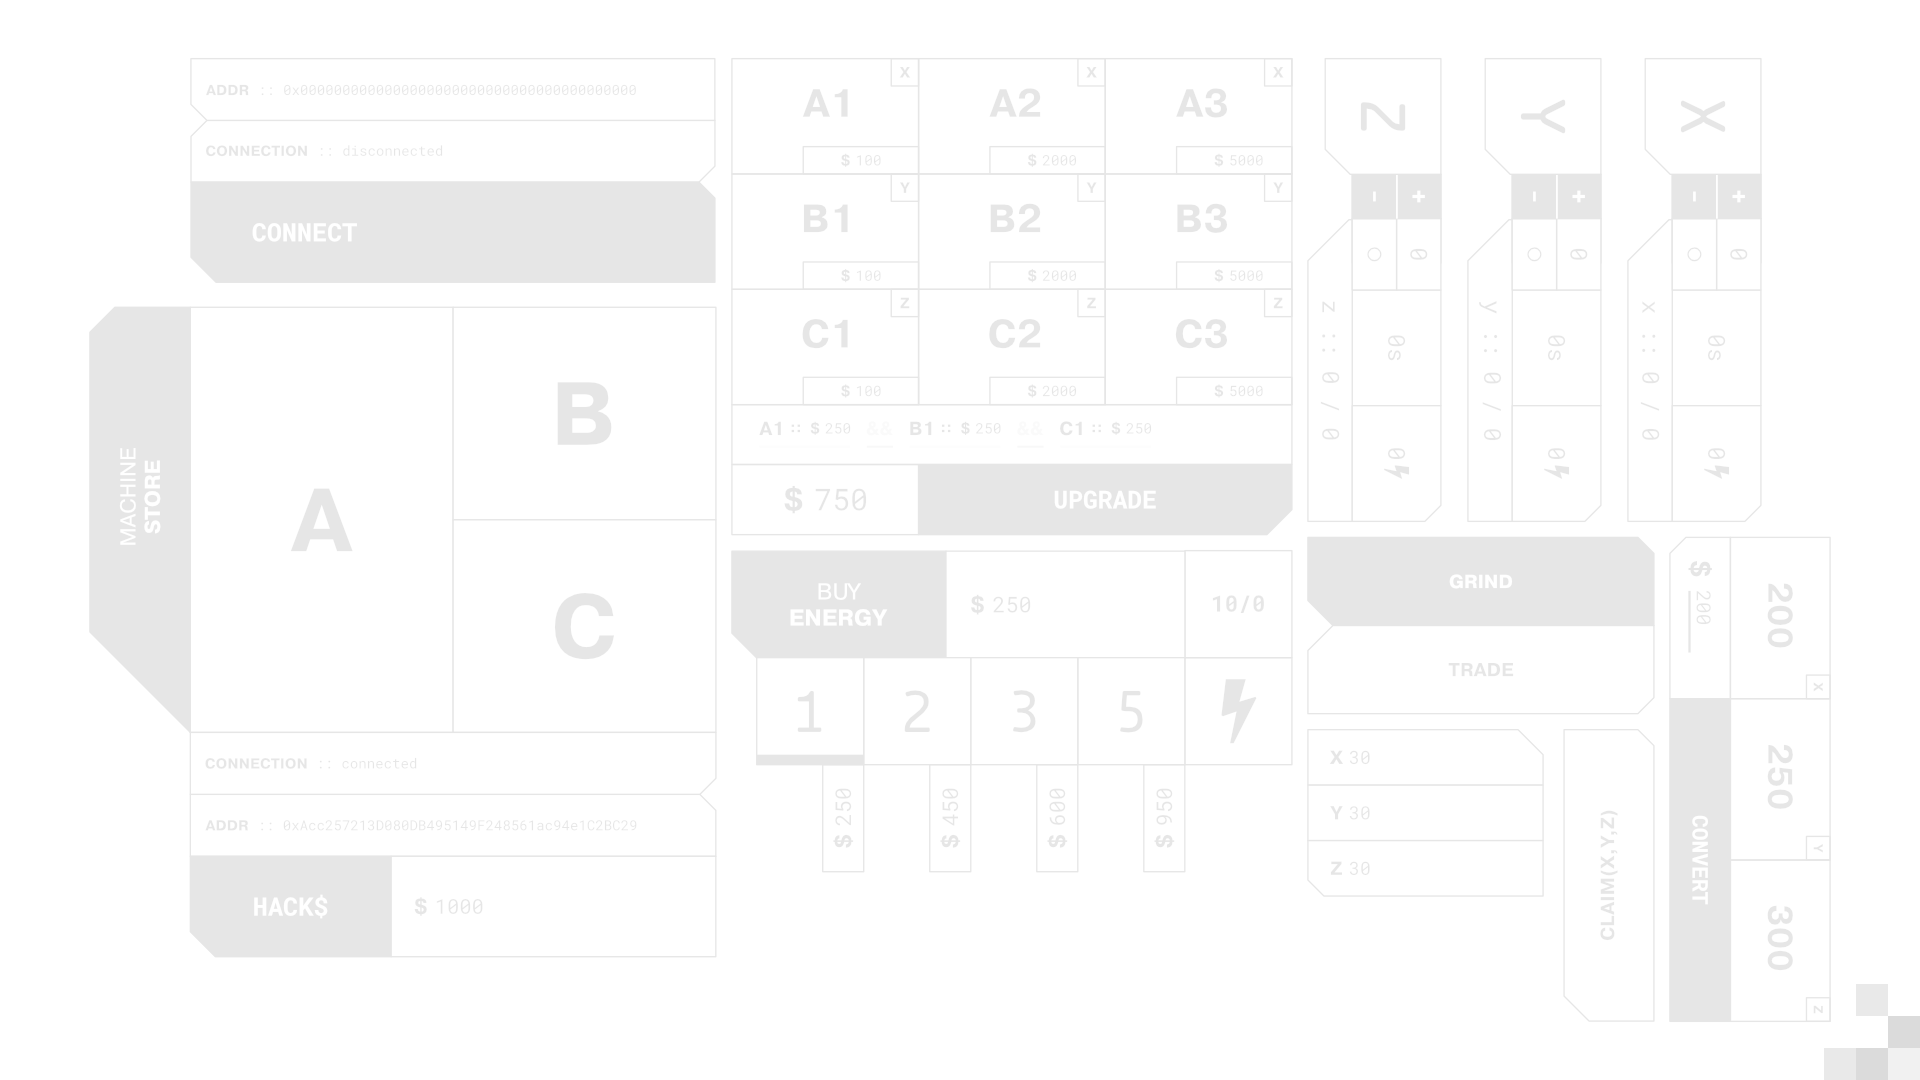 ADDR :: 0x0000000000000000000000000000000000000000
CONNECTION :: disconnected
CONNECT
MACHINE
STORE
A
B
C
CONNECTION :: connected
ADDR :: 0xAcc257213D080DB495149F248561ac94e1C2BC29
HACK$
$ 1000
A1 X $ 100
A2 X $ 2000
A3 X $ 5000
B1 Y $ 100
B2 Y $ 2000
B3 Y $ 5000
C1 Z $ 100
C2 Z $ 2000
C3 Z $ 5000
A1 :: $ 250 && B1 :: $ 250 && C1 :: $ 250
$ 750
UPGRADE
BUY
ENERGY
$ 250
10/0
1
2
3
5
$ 250
$ 450
$ 600
$ 950
Z
- +
0
z :: 0 / 0
0s
0
Y
- +
0
y :: 0 / 0
0s
0
X
- +
0
x :: 0 / 0
0s
0
GRIND
TRADE
X 30
Y 30
Z 30
CLAIM(X,Y,Z)
$ 200
CONVERT
200
X
250
Y
300
Z